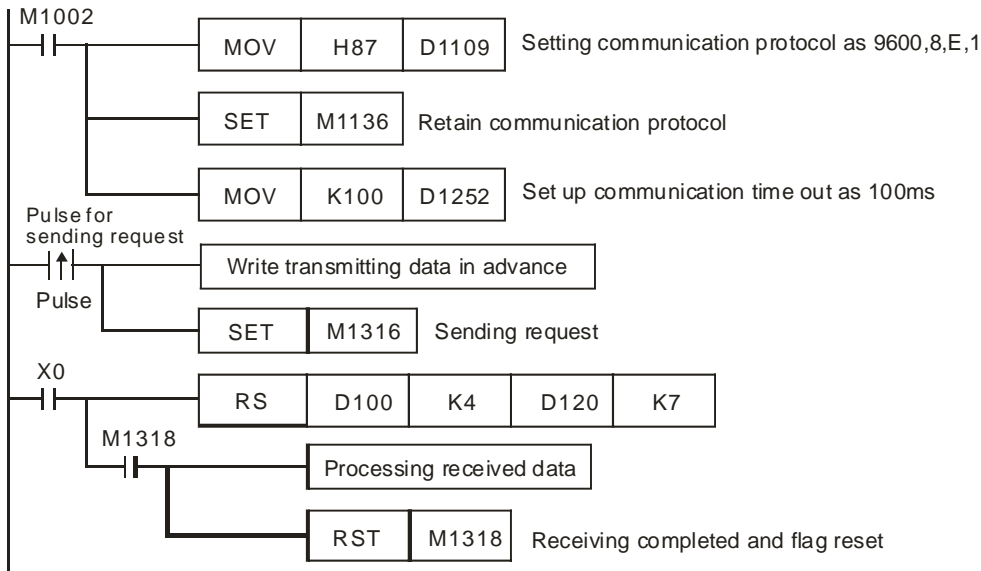 M1002
MOV H87 D1109 Setting communication protocol as 9600,8,E,1
SET M1136 Retain communication protocol
MOV K100 D1252 Set up communication time out as 100ms
Pulse for
sending request
Write transmitting data in advance
Pulse
SET M1316 Sending request
X0
RS D100 K4 D120 K7
M1318
Processing received data
RST M1318 Receiving completed and flag reset